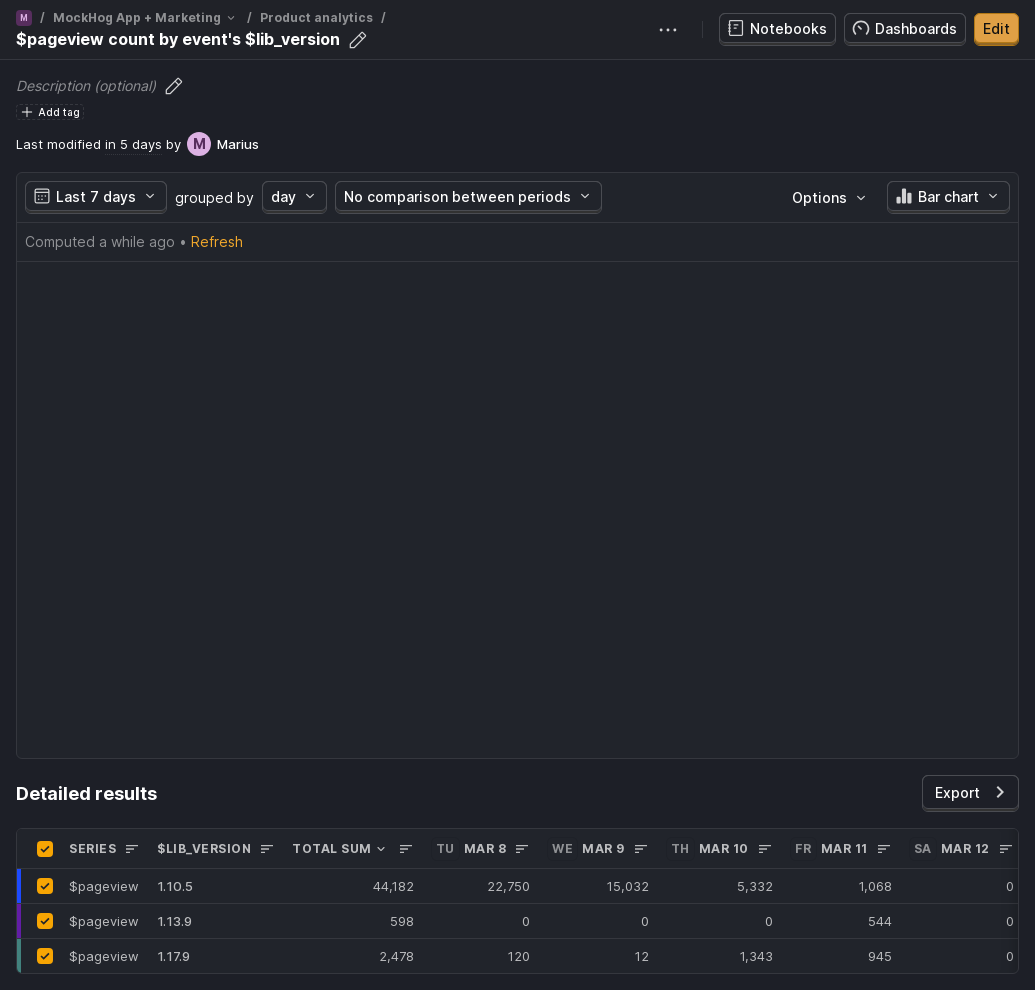 M / MockHog App + Marketing / Product analytics /
$pageview count by event's $lib_version
Notebooks Dashboards Edit
Description (optional)
Add tag
Last modified in 5 days by M Marius
Last 7 days grouped by day No comparison between periods Options Bar chart
Computed a while ago • Refresh
Detailed results
Export
SERIES $LIB_VERSION TOTAL SUM TU MAR 8 WE MAR 9 TH MAR 10 FR MAR 11 SA MAR 12
$pageview 1.10.5 44,182 22,750 15,032 5,332 1,068 0
$pageview 1.13.9 598 0 0 0 544 0
$pageview 1.17.9 2,478 120 12 1,343 945 0